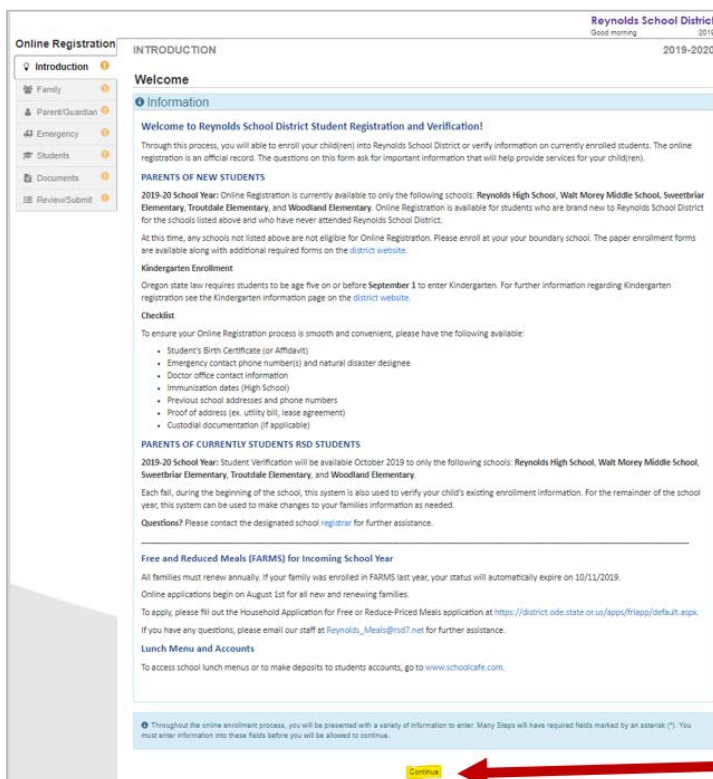 Reynolds School District
Good morning 2019
Online Registration
INTRODUCTION 2019-2020
Introduction
Family
Parent/Guardian
Emergency
Students
Documents
Review/Submit
Welcome
Information
Welcome to Reynolds School District Student Registration and Verification!
Through this process, you will able to enroll your child(ren) into Reynolds School District or verify information on currently enrolled students. The online
registration is an official record. The questions on this form ask for important information that will help provide services for your child(ren).
PARENTS OF NEW STUDENTS
2019-20 School Year: Online Registration is currently available to only the following schools: Reynolds High School, Walt Morey Middle School, Sweetbriar
Elementary, Troutdale Elementary, and Woodland Elementary. Online Registration is available for students who are brand new to Reynolds School District
for the schools listed above and who have never attended Reynolds School District.
At this time, any schools not listed above are not eligible for Online Registration. Please enroll at your your boundary school. The paper enrollment forms
are available along with additional required forms on the district website.
Kindergarten Enrollment
Oregon state law requires students to be age five on or before September 1 to enter Kindergarten. For further information regarding Kindergarten
registration see the Kindergarten information page on the district website.
Checklist
To ensure your Online Registration process is smooth and convenient, please have the following available:
• Student's Birth Certificate (or Affidavit)
• Emergency contact phone number(s) and natural disaster designee
• Doctor office contact information
• Immunization dates (High School)
• Previous school addresses and phone numbers
• Proof of address (ex. utility bill, lease agreement)
• Custodial documentation (if applicable)
PARENTS OF CURRENTLY STUDENTS RSD STUDENTS
2019-20 School Year: Student Verification will be available October 2019 to only the following schools: Reynolds High School, Walt Morey Middle School,
Sweetbriar Elementary, Troutdale Elementary, and Woodland Elementary.
Each fall, during the beginning of the school, this system is also used to verify your child's existing enrollment information. For the remainder of the school
year, this system can be used to make changes to your families information as needed.
Questions? Please contact the designated school registrar for further assistance.
Free and Reduced Meals (FARMS) for Incoming School Year
All families must renew annually. If your family was enrolled in FARMS last year, your status will automatically expire on 10/11/2019.
Online applications begin on August 1st for all new and renewing families.
To apply, please fill out the Household Application for Free or Reduce-Priced Meals application at https://district.ode.state.or.us/apps/frlapp/default.aspx.
If you have any questions, please email our staff at Reynolds_Meals@rsd7.net for further assistance.
Lunch Menu and Accounts
To access school lunch menus or to make deposits to students accounts, go to www.schoolcafe.com.
Throughout the online enrollment process, you will be presented with a variety of information to enter. Many Steps will have required fields marked by an asterisk (*). You
must enter information into these fields before you will be allowed to continue.
Continue